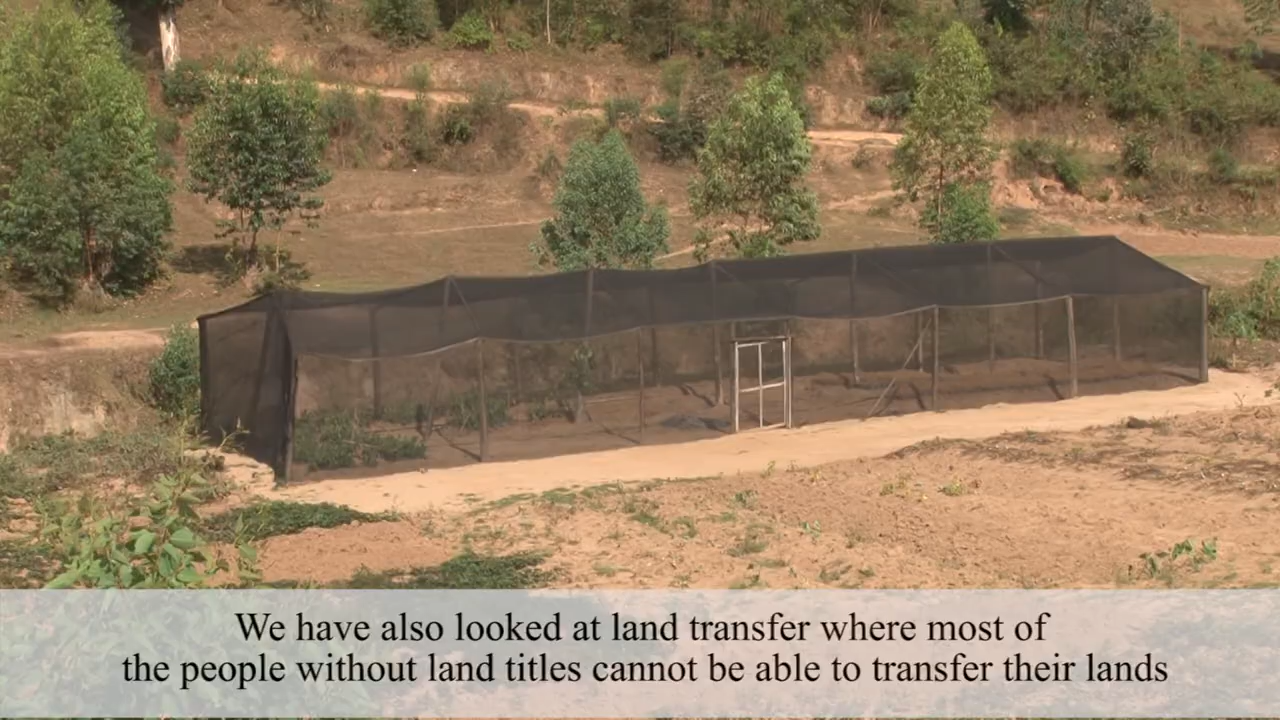 We have also looked at land transfer where most of
the people without land titles cannot be able to transfer their lands